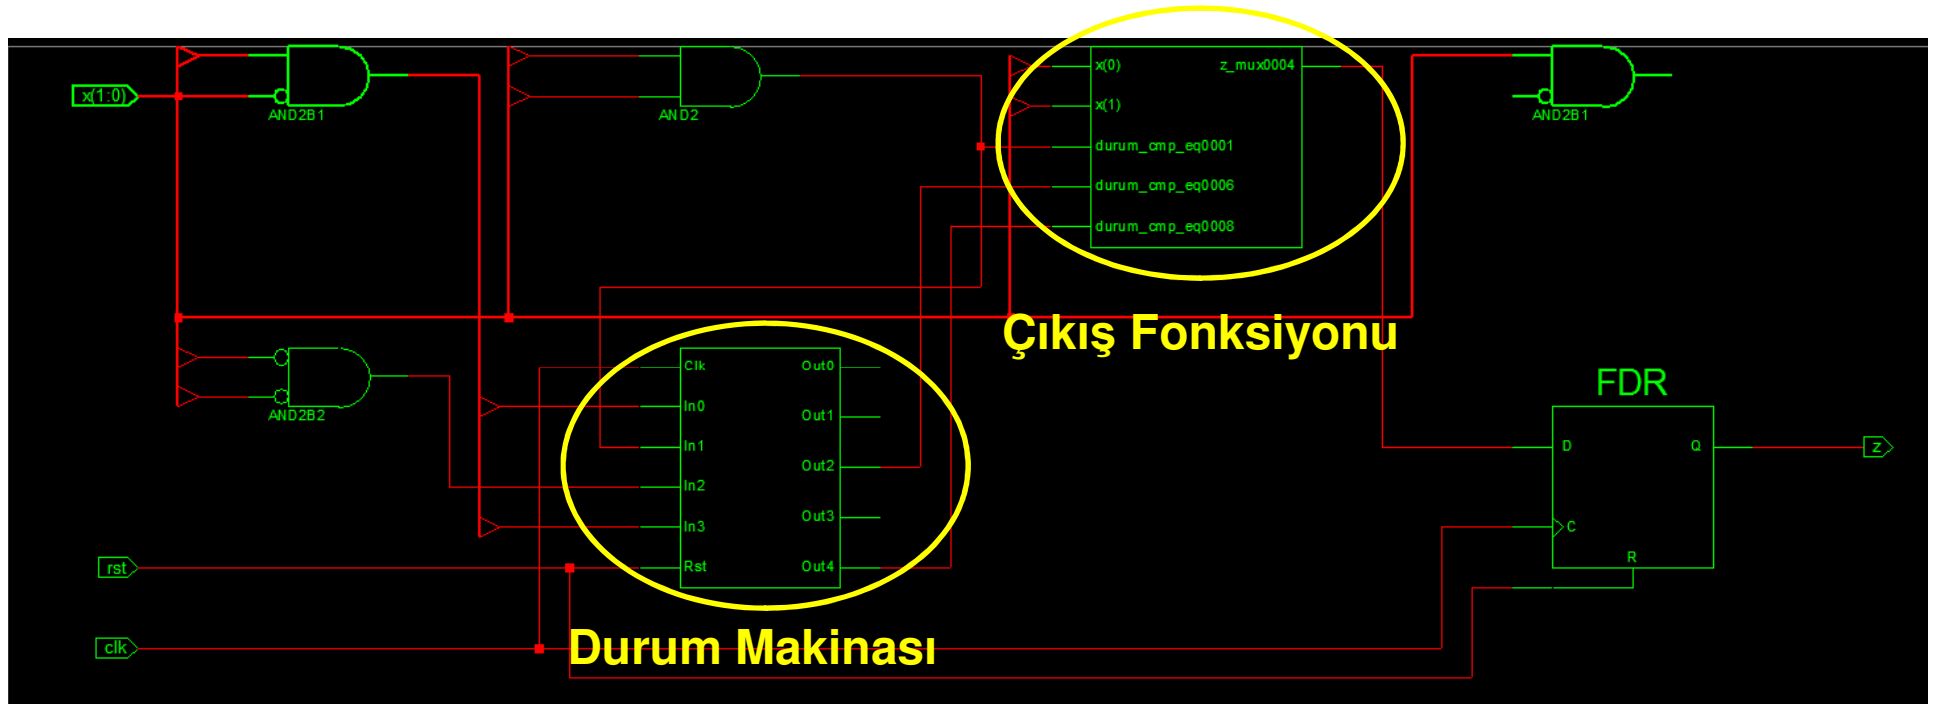 x(1:0)
AND2B1
AND2
x(0)
z_mux0004
x(1)
durum_cmp_eq0001
durum_cmp_eq0006
durum_cmp_eq0008
AND2B1
Çıkış Fonksiyonu
AND2B2
Clk
Out0
In0
Out1
In1
Out2
In2
Out3
In3
Rst
Out4
FDR
D
Q
C
R
z
rst
clk
Durum Makinası